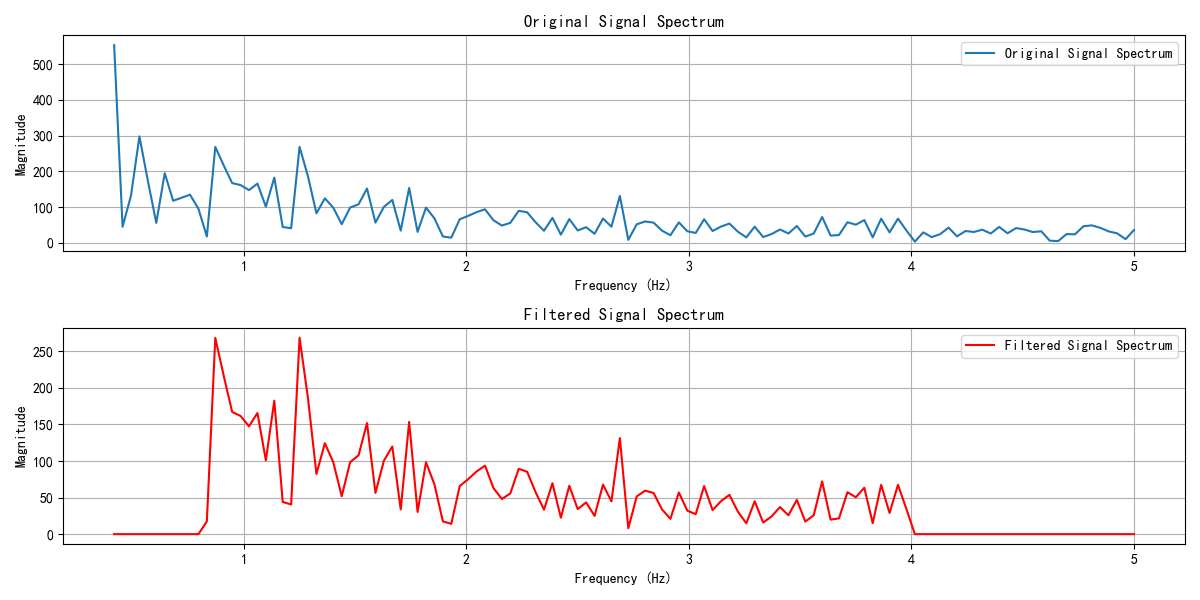 Original Signal Spectrum
Original Signal Spectrum
Magnitude
500
400
300
200
100
0
1 2 3 4 5
Frequency (Hz)
Filtered Signal Spectrum
Filtered Signal Spectrum
Magnitude
250
200
150
100
50
0
1 2 3 4 5
Frequency (Hz)